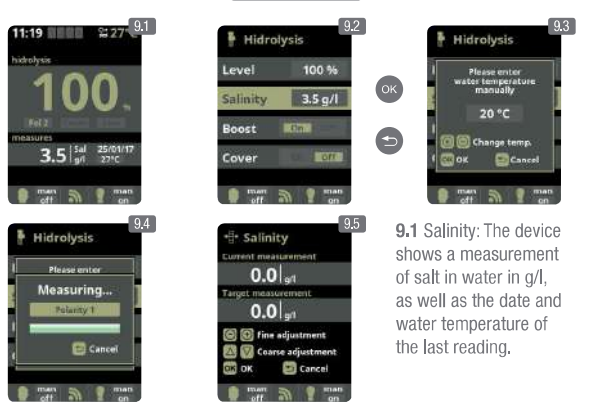 9.1
11:19 27°C
hidrolysis
100 %
Pol 2
measures
3.5 Sal g/l 25/01/17 27°C
man off man on
9.2
Hidrolysis
Level 100 %
Salinity 3.5 g/l
Boost On
Cover Off
man off man on
OK
9.3
Hidrolysis
Please enter
water temperature
manually
20 °C
Change temp.
OK OK Cancel
man off man on
9.4
Hidrolysis
Please enter
Measuring...
Polarity 1
Cancel
man off man on
9.5
Salinity
Current measurement
0.0 g/l
Target measurement
0.0 g/l
Fine adjustment
Coarse adjustment
OK OK Cancel
man off man on
9.1 Salinity: The device
shows a measurement
of salt in water in g/l,
as well as the date and
water temperature of
the last reading.